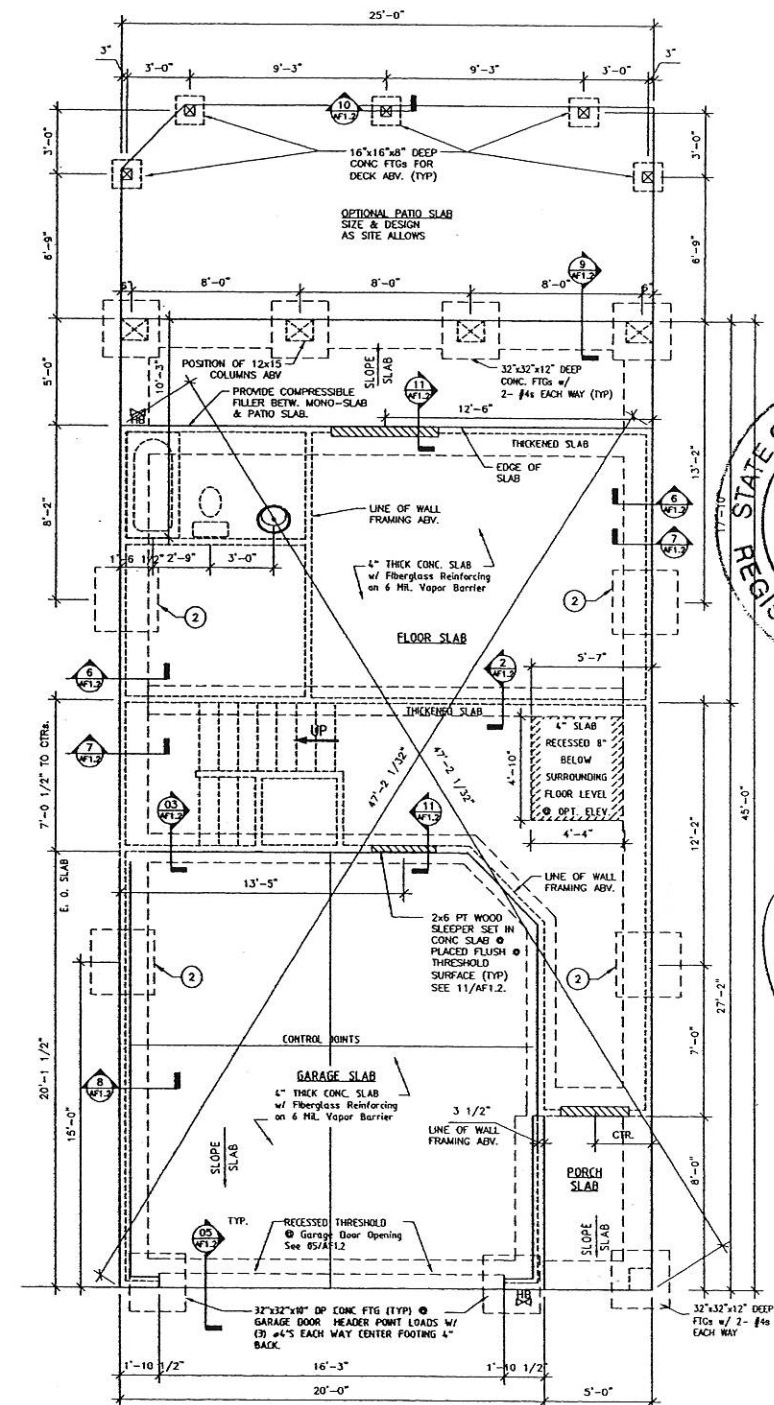 25'-0"
3"
3"
3'-0"
9'-3"
9'-3"
3'-0"
10
AF1.2
3'-0"
3'-0"
16"x16"x8" DEEP
CONC FTGs FOR
DECK ABV. (TYP)
OPTIONAL PATIO SLAB
SIZE & DESIGN
AS SITE ALLOWS
6'-9"
6'-9"
9
AF1.2
6"
8'-0"
8'-0"
8'-0"
6"
5'-0"
10'-3"
POSITION OF 12x15
COLUMNS ABV
SLOPE
SLAB
32"x32"x12" DEEP
CONC. FTGs w/
2- #4s EACH WAY (TYP)
PROVIDE COMPRESSIBLE
FILLER BETW. MONO-SLAB
& PATIO SLAB.
11
AF1.2
12'-6"
HB
THICKENED SLAB
EDGE OF
SLAB
13'-2"
17'-10"
STATE
REGIS
8'-2"
LINE OF WALL
FRAMING ABV.
6
AF1.2
7
AF1.2
1'-6 1/2"
2'-9"
3'-0"
4" THICK CONC. SLAB
w/ Fiberglass Reinforcing
on 6 Mil. Vapor Barrier
2
2
FLOOR SLAB
2
AF1.2
5'-7"
6
AF1.2
THICKENED SLAB
UP
4" SLAB
RECESSED 8"
BELOW
SURROUNDING
FLOOR LEVEL
@ OPT. ELEV.
4'-10"
4'-4"
7
AF1.2
7'-0 1/2" TO CTRs.
47'-2 1/32"
47'-2 1/32"
45'-0"
12'-2"
03
AF1.2
11
AF1.2
E. O. SLAB
13'-5"
LINE OF WALL
FRAMING ABV.
2x6 PT WOOD
SLEEPER SET IN
CONC SLAB @
PLACED FLUSH @
THRESHOLD
SURFACE (TYP)
SEE 11/AF1.2.
2
2
27'-2"
20'-1 1/2"
15'-0"
7'-0"
CONTROL JOINTS
GARAGE SLAB
4" THICK CONC. SLAB
w/ Fiberglass Reinforcing
on 6 Mil. Vapor Barrier
8
AF1.2
3 1/2"
LINE OF WALL
FRAMING ABV.
CTR.
PORCH
SLAB
8'-0"
SLOPE
SLAB
SLOPE
SLAB
05
AF1.2
TYP.
RECESSED THRESHOLD
@ Garage Door Opening
See 05/AF1.2
HB
32"x32"x10" DP CONC FTG (TYP) @
GARAGE DOOR HEADER POINT LOADS W/
(3) #4'S EACH WAY CENTER FOOTING 4"
BACK.
32"x32"x12" DEEP
FTGs w/ 2- #4s
EACH WAY
1'-10 1/2"
16'-3"
1'-10 1/2"
20'-0"
5'-0"